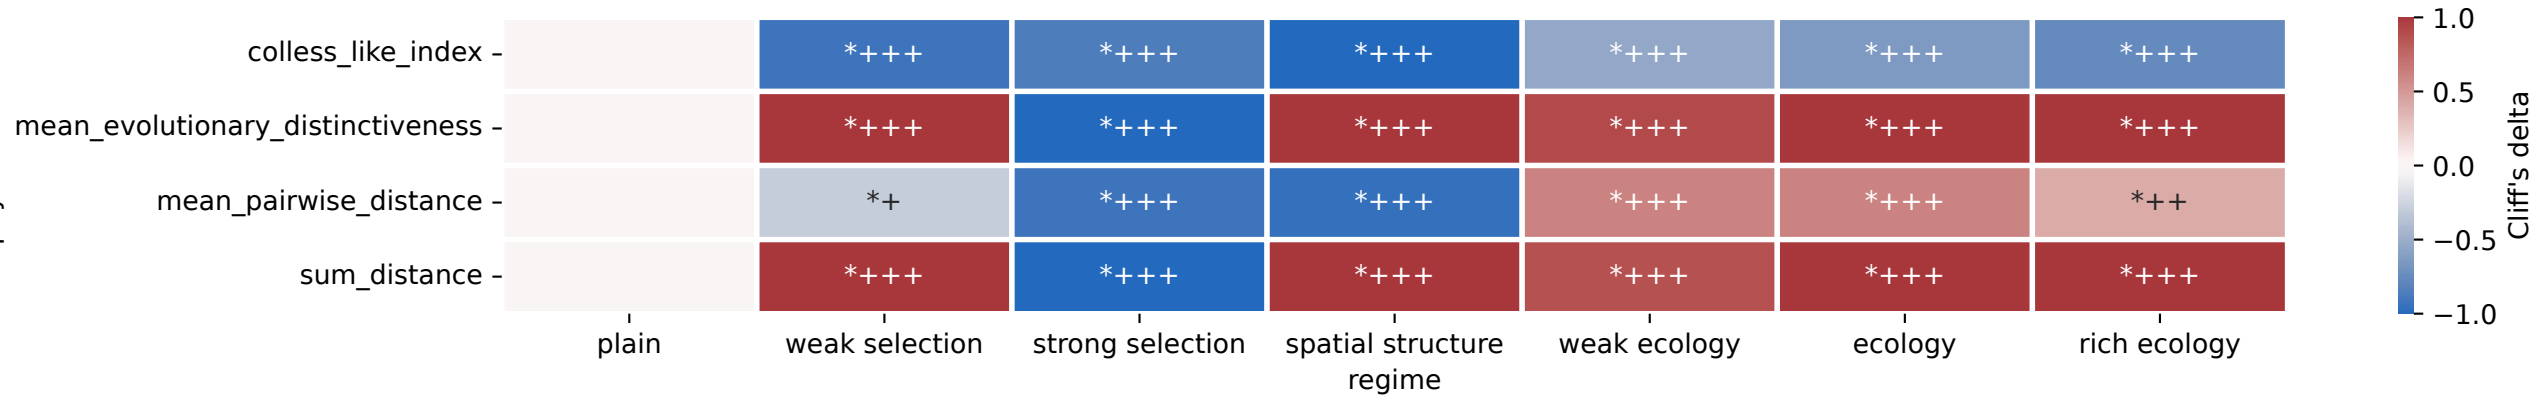 colless_like_index *+++ *+++ *+++ *+++ *+++ *+++
mean_evolutionary_distinctiveness *+++ *+++ *+++ *+++ *+++ *+++
mean_pairwise_distance *+ *+++ *+++ *+++ *+++ *++
sum_distance *+++ *+++ *+++ *+++ *+++ *+++
plain weak selection strong selection spatial structure weak ecology ecology rich ecology
regime
1.0
0.5
0.0
−0.5
−1.0
Cliff's delta